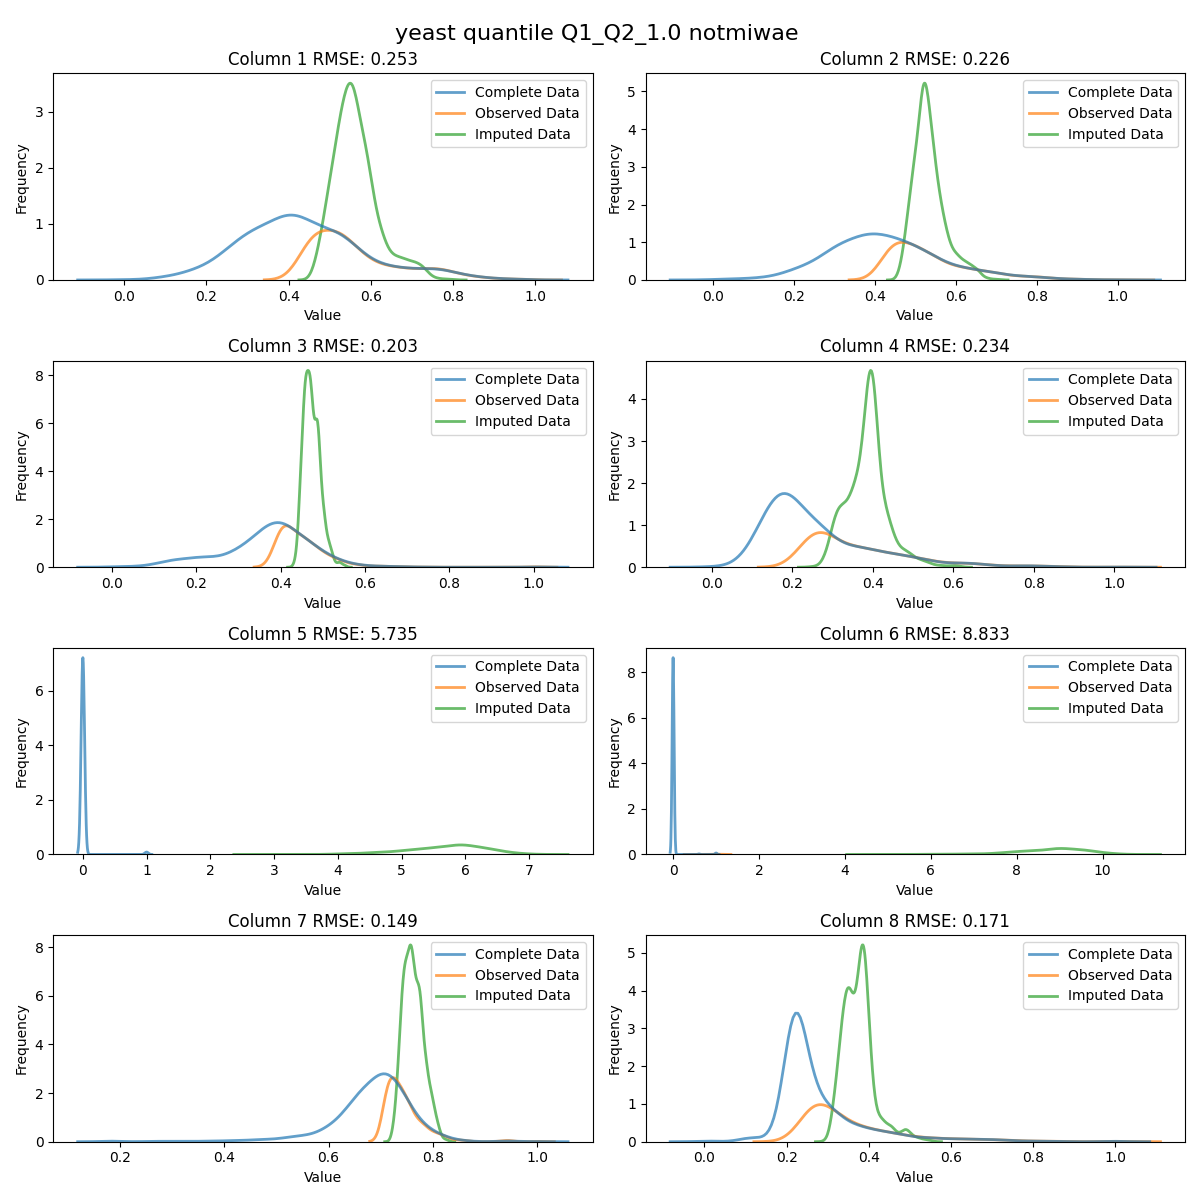 yeast quantile Q1_Q2_1.0 notmiwae
Column 1 RMSE: 0.253
Frequency
3
2
1
0
0.0 0.2 0.4 0.6 0.8 1.0
Value
Complete Data
Observed Data
Imputed Data
Column 2 RMSE: 0.226
Frequency
5
4
3
2
1
0
0.0 0.2 0.4 0.6 0.8 1.0
Value
Complete Data
Observed Data
Imputed Data
Column 3 RMSE: 0.203
Frequency
8
6
4
2
0
0.0 0.2 0.4 0.6 0.8 1.0
Value
Complete Data
Observed Data
Imputed Data
Column 4 RMSE: 0.234
Frequency
4
3
2
1
0
0.0 0.2 0.4 0.6 0.8 1.0
Value
Complete Data
Observed Data
Imputed Data
Column 5 RMSE: 5.735
Frequency
6
4
2
0
0 1 2 3 4 5 6 7
Value
Complete Data
Observed Data
Imputed Data
Column 6 RMSE: 8.833
Frequency
8
6
4
2
0
0 2 4 6 8 10
Value
Complete Data
Observed Data
Imputed Data
Column 7 RMSE: 0.149
Frequency
8
6
4
2
0
0.2 0.4 0.6 0.8 1.0
Value
Complete Data
Observed Data
Imputed Data
Column 8 RMSE: 0.171
Frequency
5
4
3
2
1
0
0.0 0.2 0.4 0.6 0.8 1.0
Value
Complete Data
Observed Data
Imputed Data